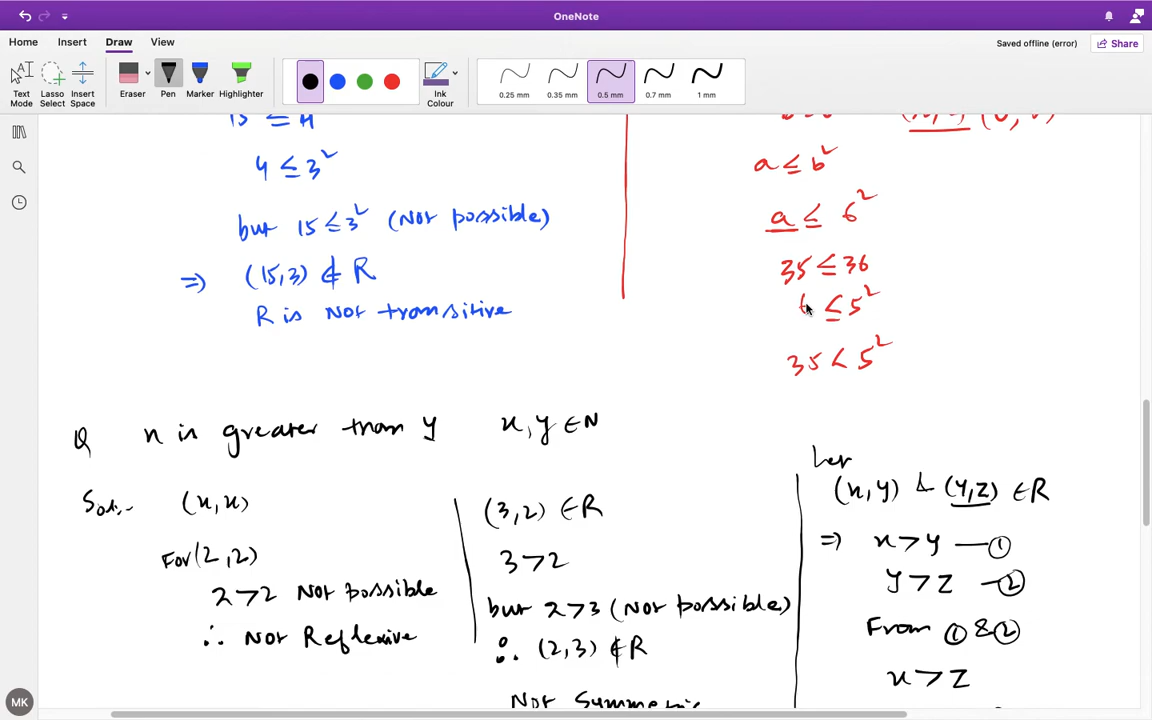 OneNote
Home Insert Draw View
Saved offline (error) Share
Text Mode
Lasso Select
Insert Space
Eraser
Pen
Marker
Highlighter
Ink Colour
0.25 mm 0.35 mm 0.5 mm 0.7 mm 1 mm
15 ≤ 4
4 ≤ 3²
but 15 ≤ 3² (Not possible)
⇒ (15,3) ∉ R
R is Not transitive
a ≤ b²
a ≤ 6²
35 ≤ 36
6 ≤ 5²
35 < 5²
Q x is greater than y x, y ∈ N
Soln:- (x, x)
For (2,2)
2 > 2 Not possible
∴ Not Reflexive
(3,2) ∈ R
3 > 2
but 2 > 3 (Not possible)
∴ (2,3) ∉ R
Not Symmetric
Let
(x, y) & (y, z) ∈ R
⇒ x > y — ①
y > z — ②
From ① & ②
x > z
MK